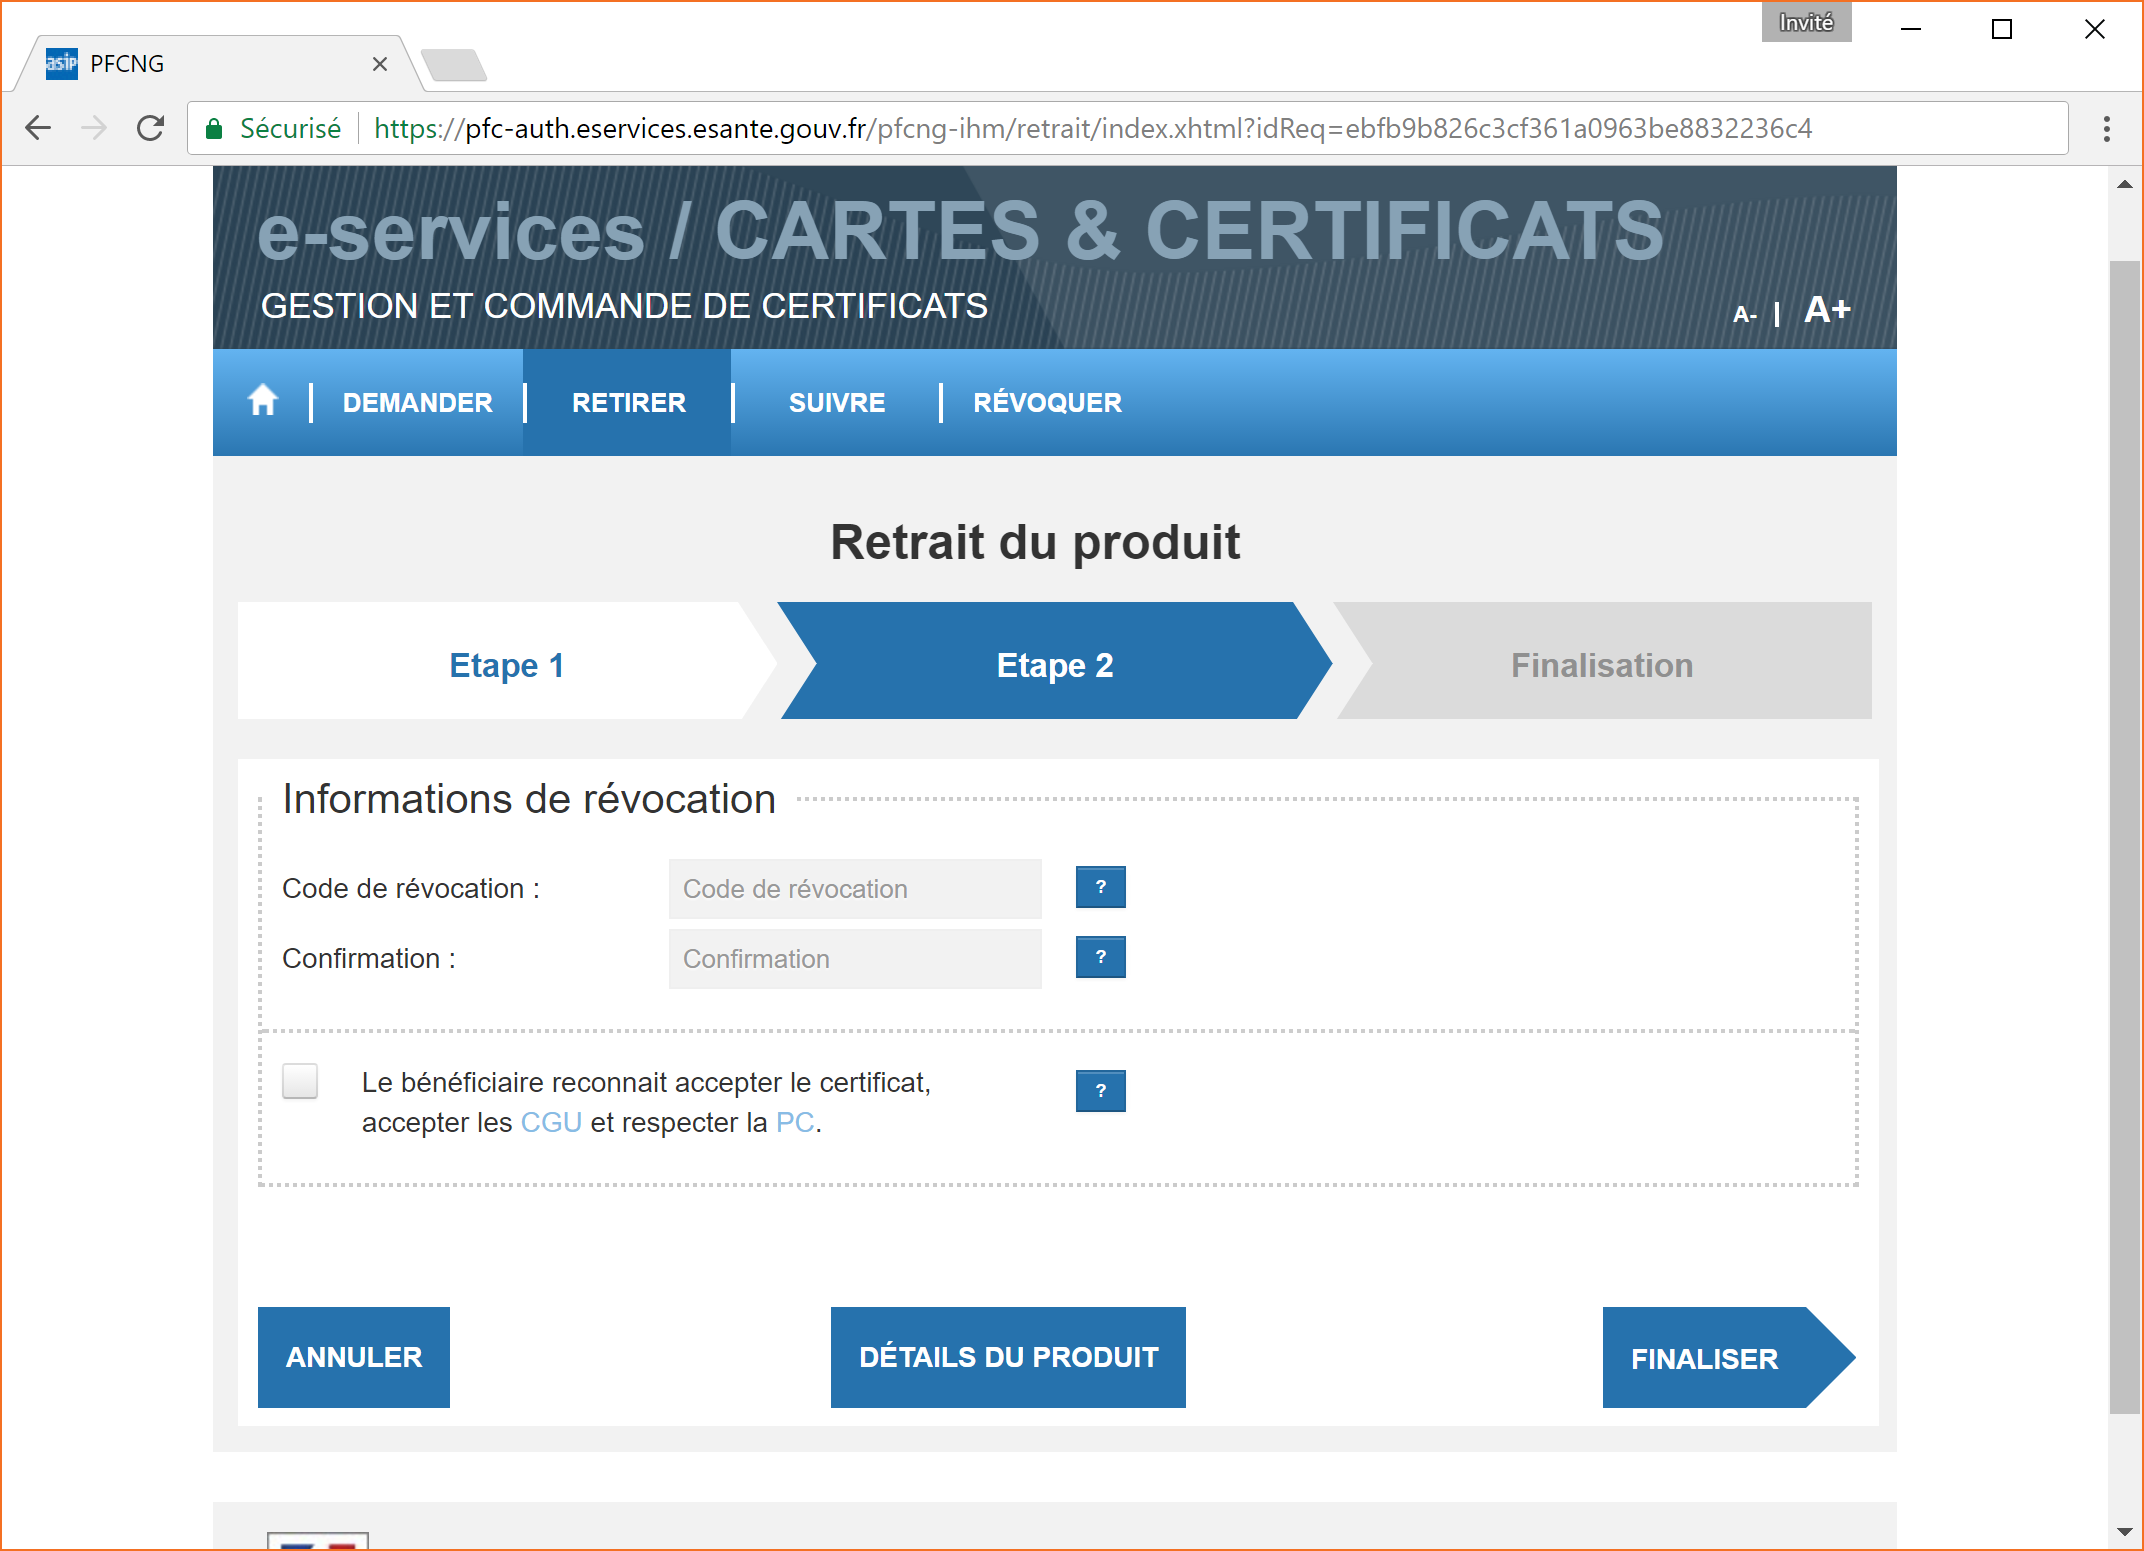 Invité
asip PFCNG
Sécurisé https://pfc-auth.eservices.esante.gouv.fr/pfcng-ihm/retrait/index.xhtml?idReq=ebfb9b826c3cf361a0963be8832236c4
e-services / CARTES & CERTIFICATS
GESTION ET COMMANDE DE CERTIFICATS
A- | A+
DEMANDER RETIRER SUIVRE RÉVOQUER
Retrait du produit
Etape 1 Etape 2 Finalisation
Informations de révocation
Code de révocation : Code de révocation ?
Confirmation : Confirmation ?
Le bénéficiaire reconnait accepter le certificat, ?
accepter les CGU et respecter la PC.
ANNULER DÉTAILS DU PRODUIT FINALISER